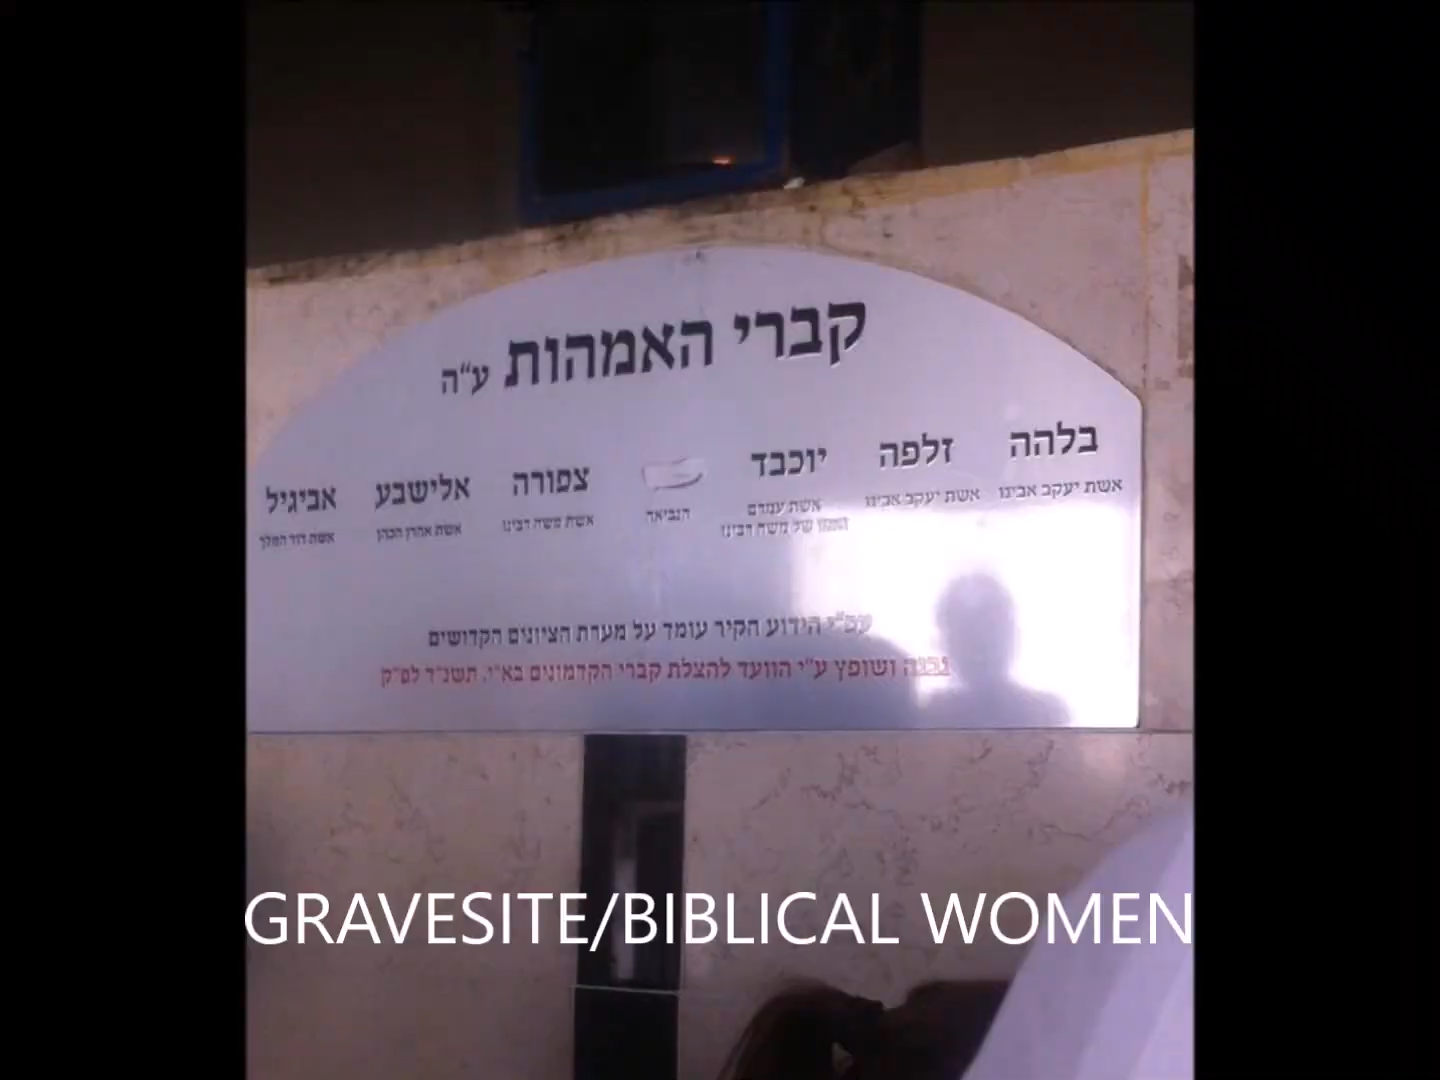 קברי האמהות ע"ה
בלהה זלפה יוכבד צפורה אלישבע אביגיל
אשת יעקב אבינו אשת יעקב אבינו אשת עמרם הנביאה אשת משה רבינו אשת אהרן הכהן אשת דוד המלך
של משה רבינו
עפ"י הידוע הקיר עומד על מערת הציונים הקדושים
ושופץ ע"י הוועד להצלת קברי הקדמונים בא"י. תשנ"ד לפ"ק
GRAVESITE/BIBLICAL WOMEN